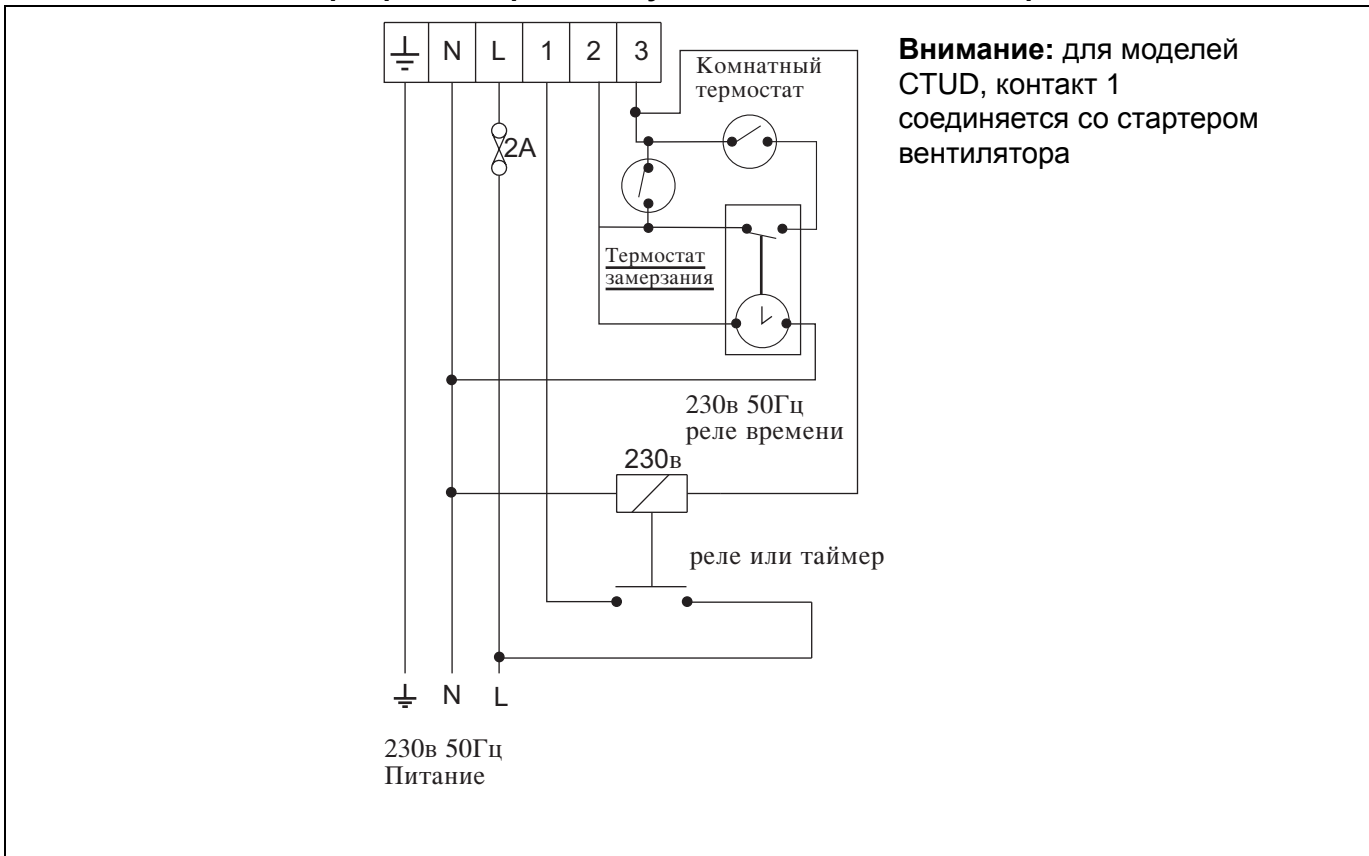 N L 1 2 3
Комнатный
термостат
Внимание: для моделей
CTUD, контакт 1
соединяется со стартером
вентилятора
2A
Термостат
замерзания
230в 50Гц
реле времени
230в
реле или таймер
N L
230в 50Гц
Питание